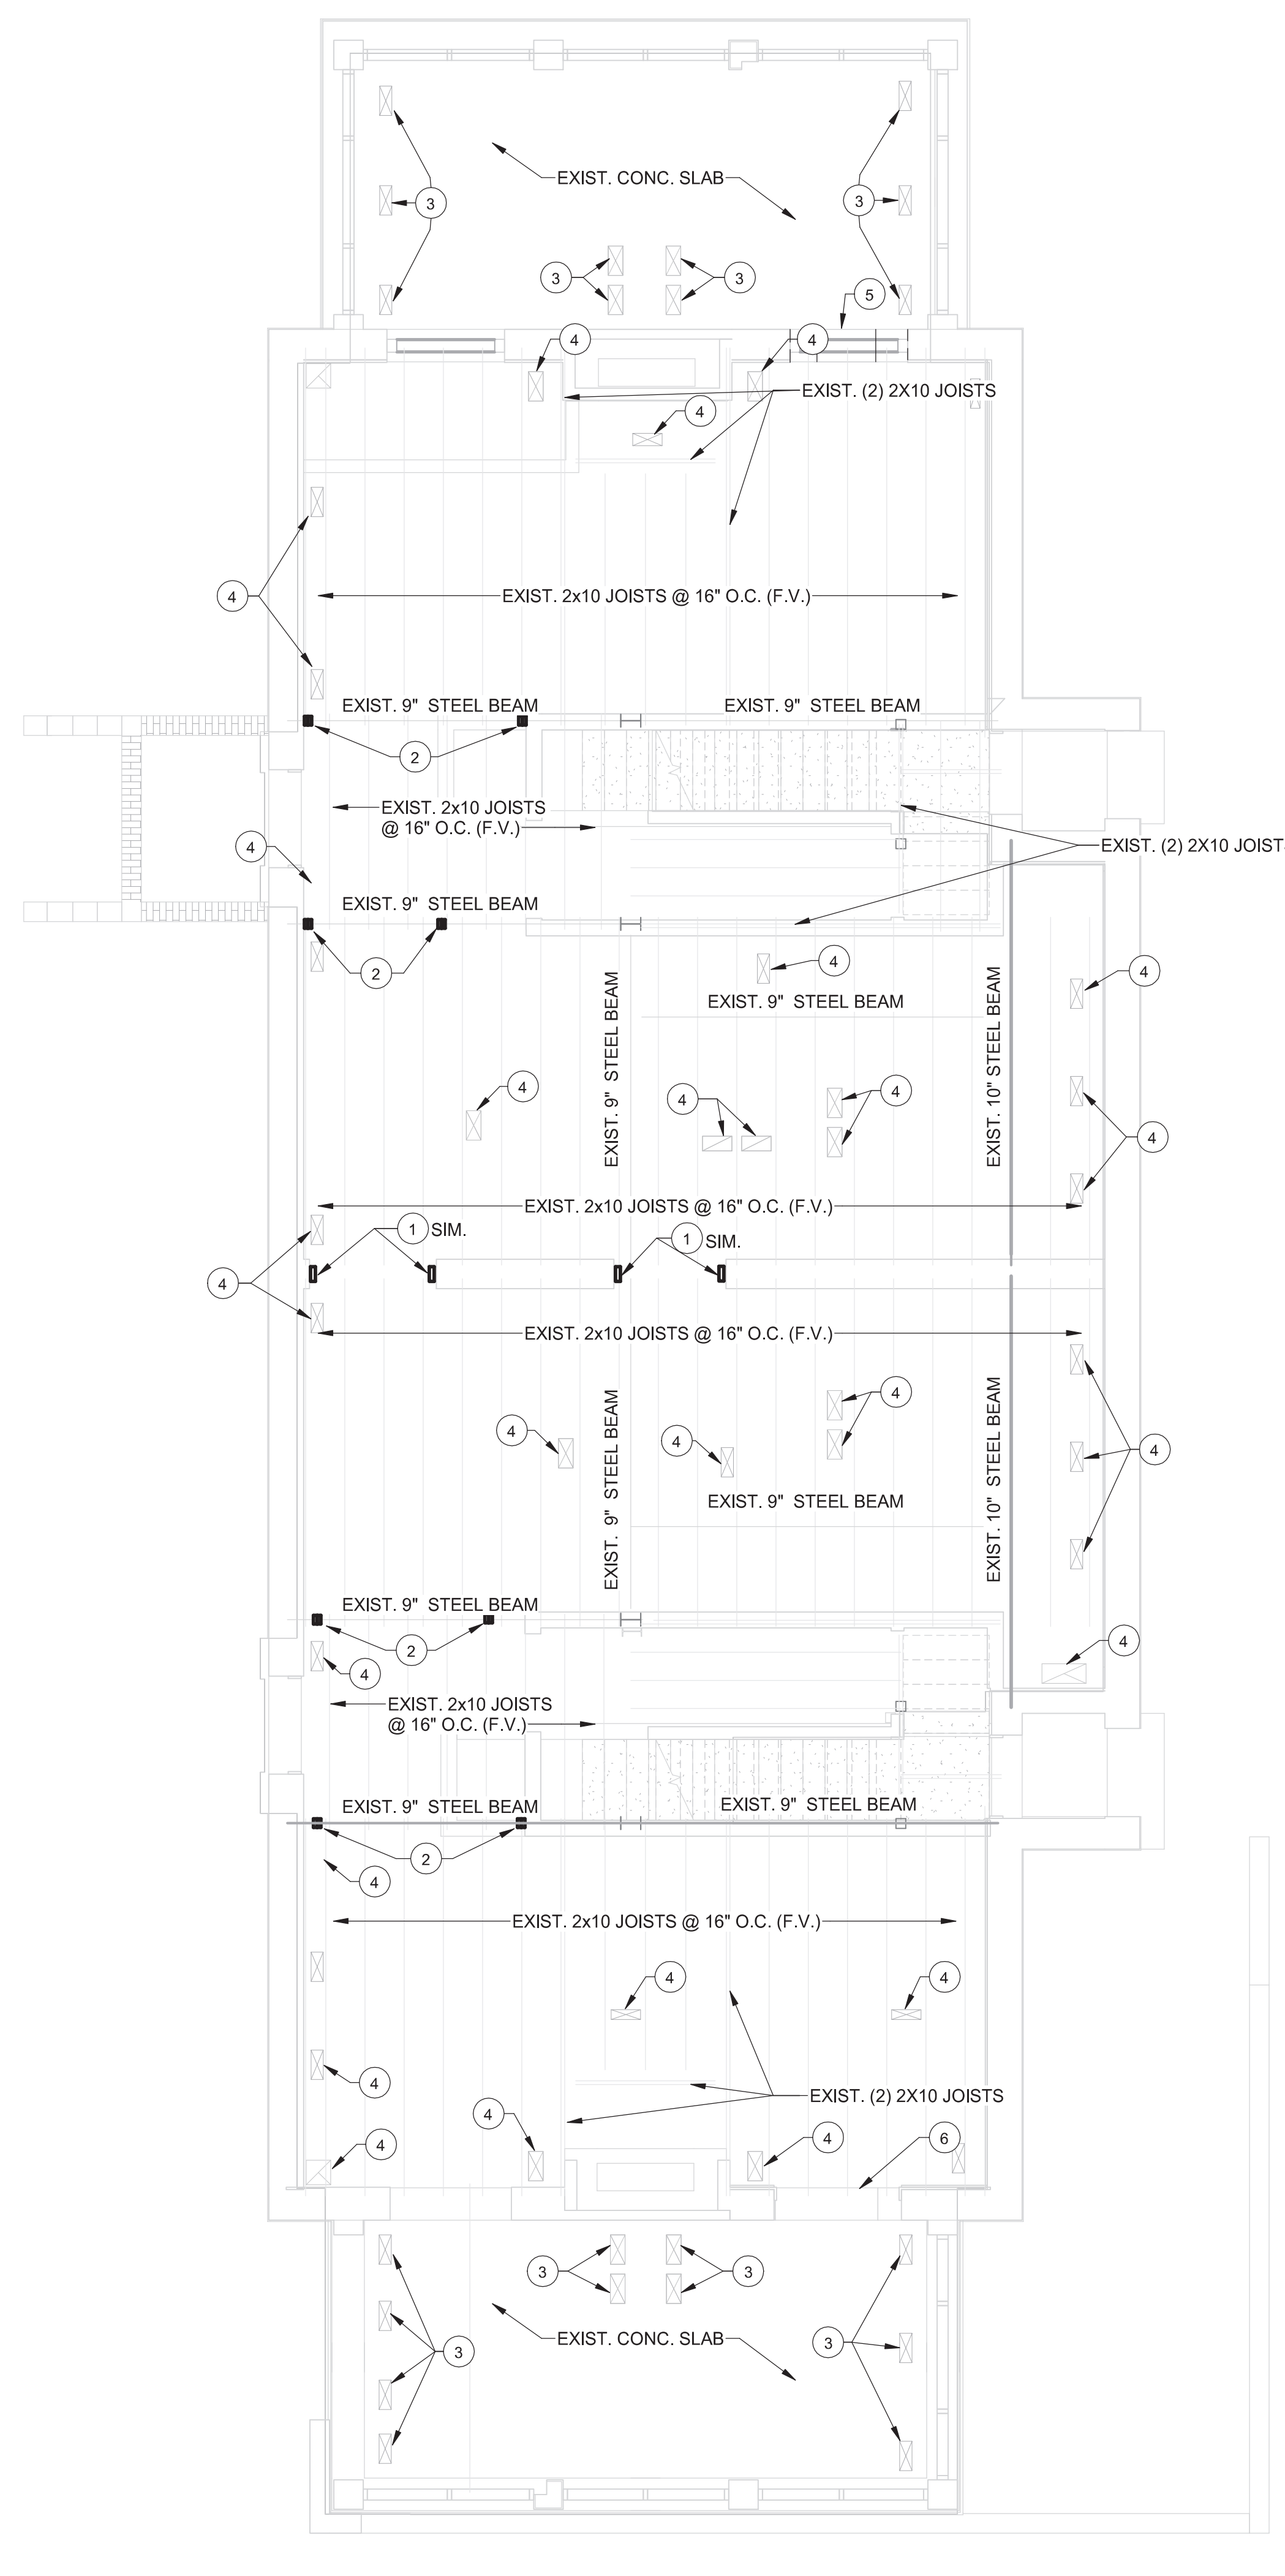 EXIST. CONC. SLAB
3
3
3
3
5
4
4
EXIST. (2) 2X10 JOISTS
4
4
EXIST. 2x10 JOISTS @ 16" O.C. (F.V.)
EXIST. 9" STEEL BEAM
EXIST. 9" STEEL BEAM
2
EXIST. 2x10 JOISTS
@ 16" O.C. (F.V.)
4
EXIST. (2) 2X10 JOIST
EXIST. 9" STEEL BEAM
2
4
4
EXIST. 9" STEEL BEAM
EXIST. 9" STEEL BEAM
EXIST. 10" STEEL BEAM
4
4
4
4
EXIST. 2x10 JOISTS @ 16" O.C. (F.V.)
1 SIM.
1 SIM.
4
EXIST. 2x10 JOISTS @ 16" O.C. (F.V.)
4
4
4
4
EXIST. 9" STEEL BEAM
EXIST. 10" STEEL BEAM
EXIST. 9" STEEL BEAM
EXIST. 9" STEEL BEAM
2
4
4
EXIST. 2x10 JOISTS
@ 16" O.C. (F.V.)
EXIST. 9" STEEL BEAM
EXIST. 9" STEEL BEAM
2
4
EXIST. 2x10 JOISTS @ 16" O.C. (F.V.)
4
4
4
EXIST. (2) 2X10 JOISTS
4
4
4
6
3
3
EXIST. CONC. SLAB
3
3